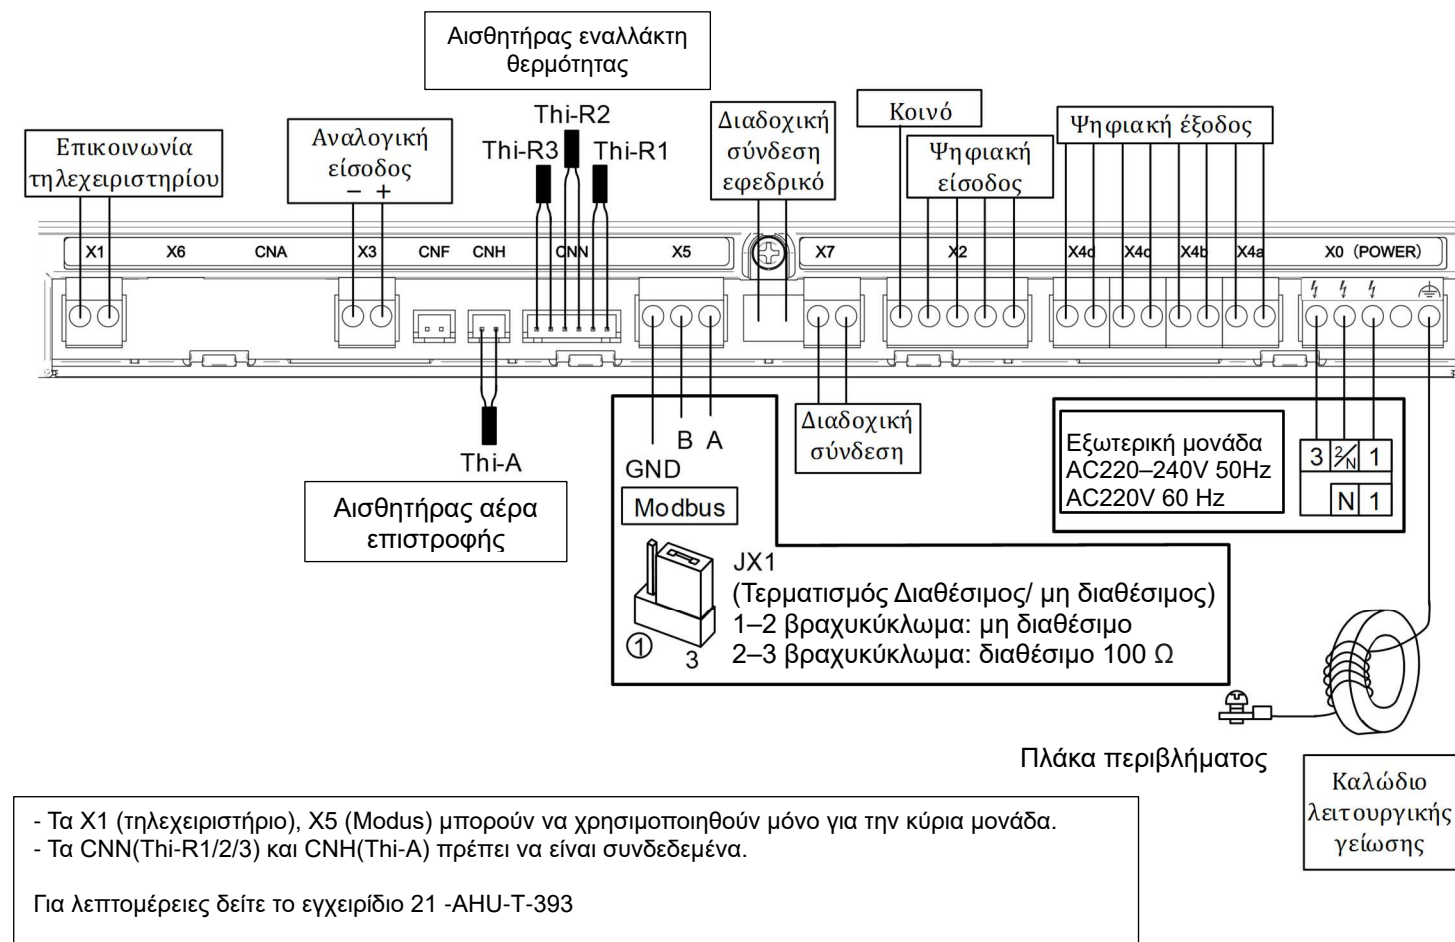 Αισθητήρας εναλλάκτη
θερμότητας
Thi-R2
Thi-R3
Thi-R1
Επικοινωνία
τηλεχειριστηρίου
Αναλογική
είσοδος
− +
Διαδοχική
σύνδεση
εφεδρικό
Κοινό
Ψηφιακή
είσοδος
Ψηφιακή έξοδος
X1
X6
CNA
X3
CNF
CNH
CNN
X5
X7
X2
X4d
X4c
X4b
X4a
X0 (POWER)
Thi-A
Αισθητήρας αέρα
επιστροφής
B A
GND
Modbus
Διαδοχική
σύνδεση
Εξωτερική μονάδα
AC220–240V 50Hz
AC220V 60 Hz
3 2/N 1
N 1
JX1
(Τερματισμός Διαθέσιμος/ μη διαθέσιμος)
1–2 βραχυκύκλωμα: μη διαθέσιμο
2–3 βραχυκύκλωμα: διαθέσιμο 100 Ω
① 3
Πλάκα περιβλήματος
Καλώδιο
λειτουργικής
γείωσης
- Τα X1 (τηλεχειριστήριο), X5 (Modus) μπορούν να χρησιμοποιηθούν μόνο για την κύρια μονάδα.
- Τα CNN(Thi-R1/2/3) και CNH(Thi-A) πρέπει να είναι συνδεδεμένα.
Για λεπτομέρειες δείτε το εγχειρίδιο 21 -AHU-T-393